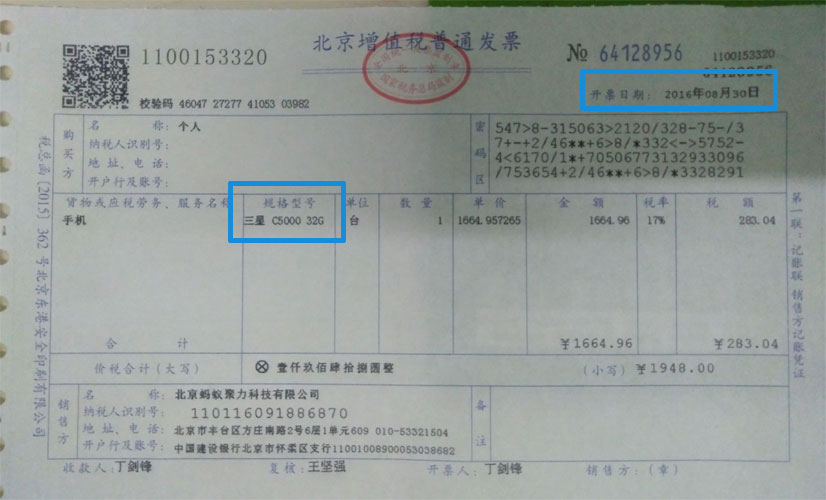 1100153320
北京增值税普通发票
№ 64128956
1100153320
64128956
校验码 46047 27277 41053 03982
开票日期: 2016年08月30日
购买方
名 称: 个人
纳税人识别号:
地址、电话:
开户行及账号:
密码区
547>8-315063>2120/328-75-/3
7+-+2/46**+6>8/*332<->5752-
4<6170/1*+70506773132933096
/753654+2/46**+6>8/*3328291
货物或应税劳务、服务名称 规格型号 单位 数 量 单 价 金 额 税率 税 额
手机 三星 C5000 32G 台 1 1664.957265 1664.96 17% 283.04
合 计 ¥1664.96 ¥283.04
价税合计(大写) ⊗ 壹仟玖佰肆拾捌圆整 (小写) ¥1948.00
销售方
名 称: 北京蚂蚁聚力科技有限公司
纳税人识别号: 110116091886870
地址、电话: 北京市丰台区方庄南路2号6层1单元609 010-53321504
开户行及账号: 中国建设银行北京市怀柔区支行11001008900053038682
备注
收款人: 丁剑锋 复核: 王坚强 开票人: 丁剑锋 销售方:(章)
税总函[2015]362号北京东港安全印刷有限公司
第一联:记账联 销售方记账凭证